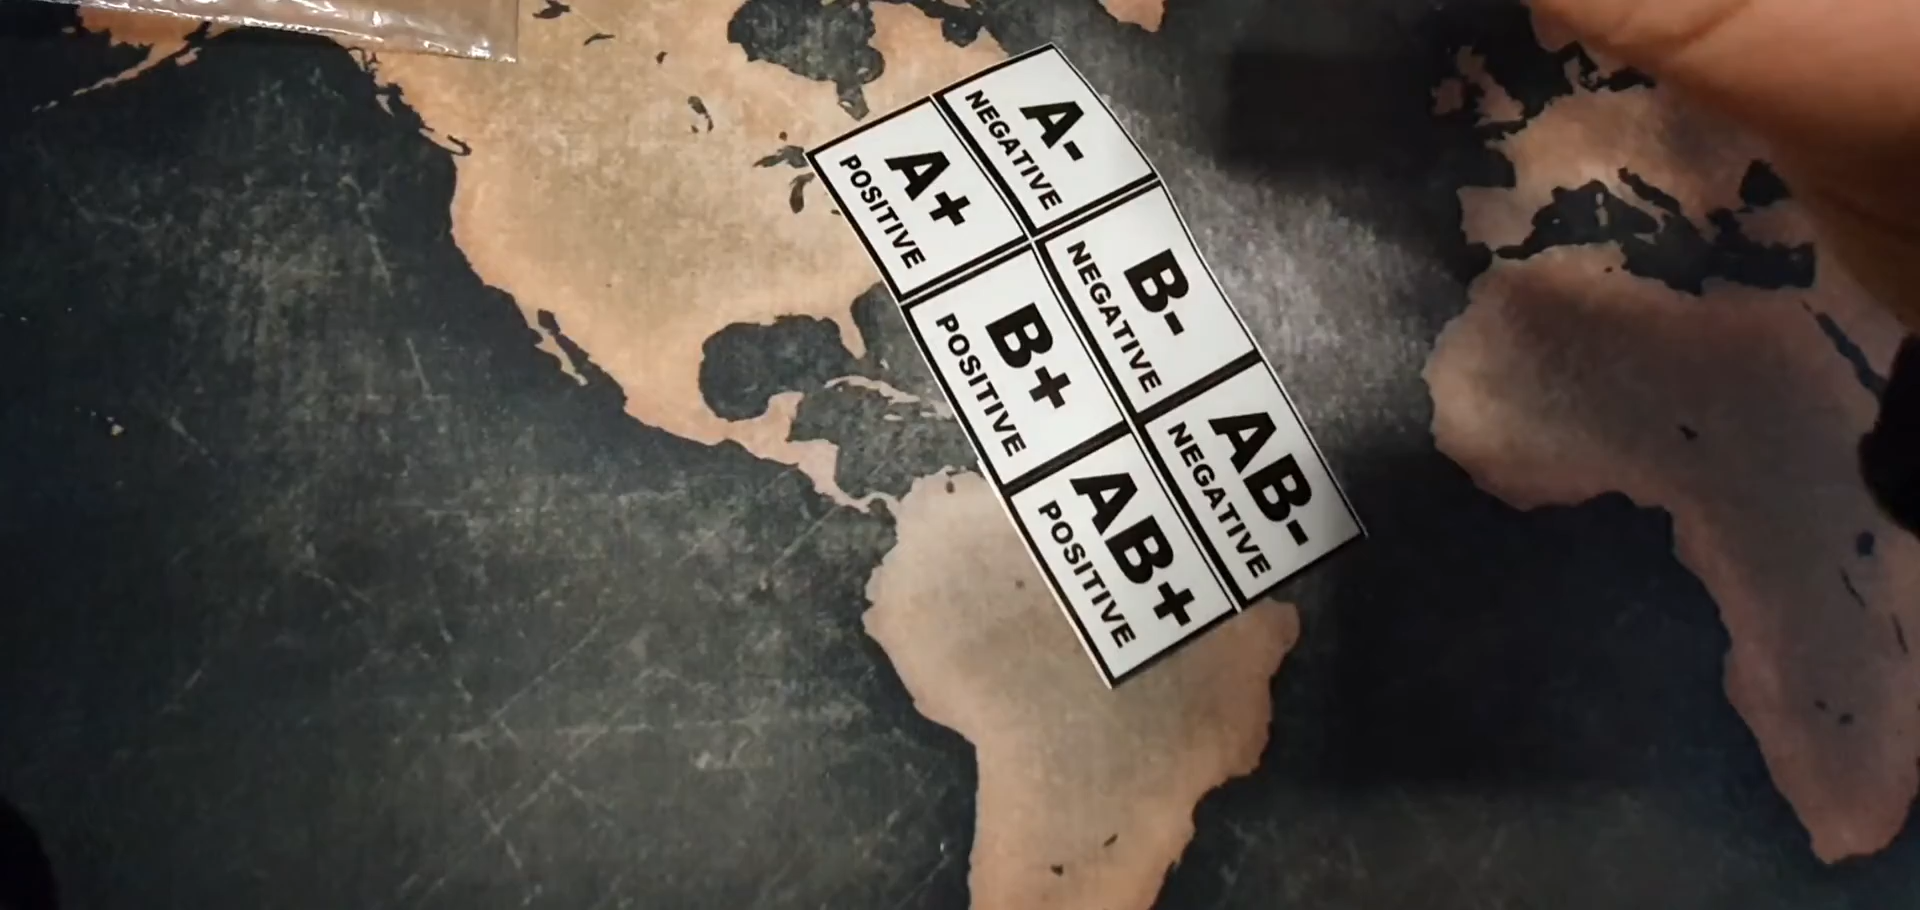 A-
NEGATIVE
A+
POSITIVE
B-
NEGATIVE
B+
POSITIVE
AB-
NEGATIVE
AB+
POSITIVE